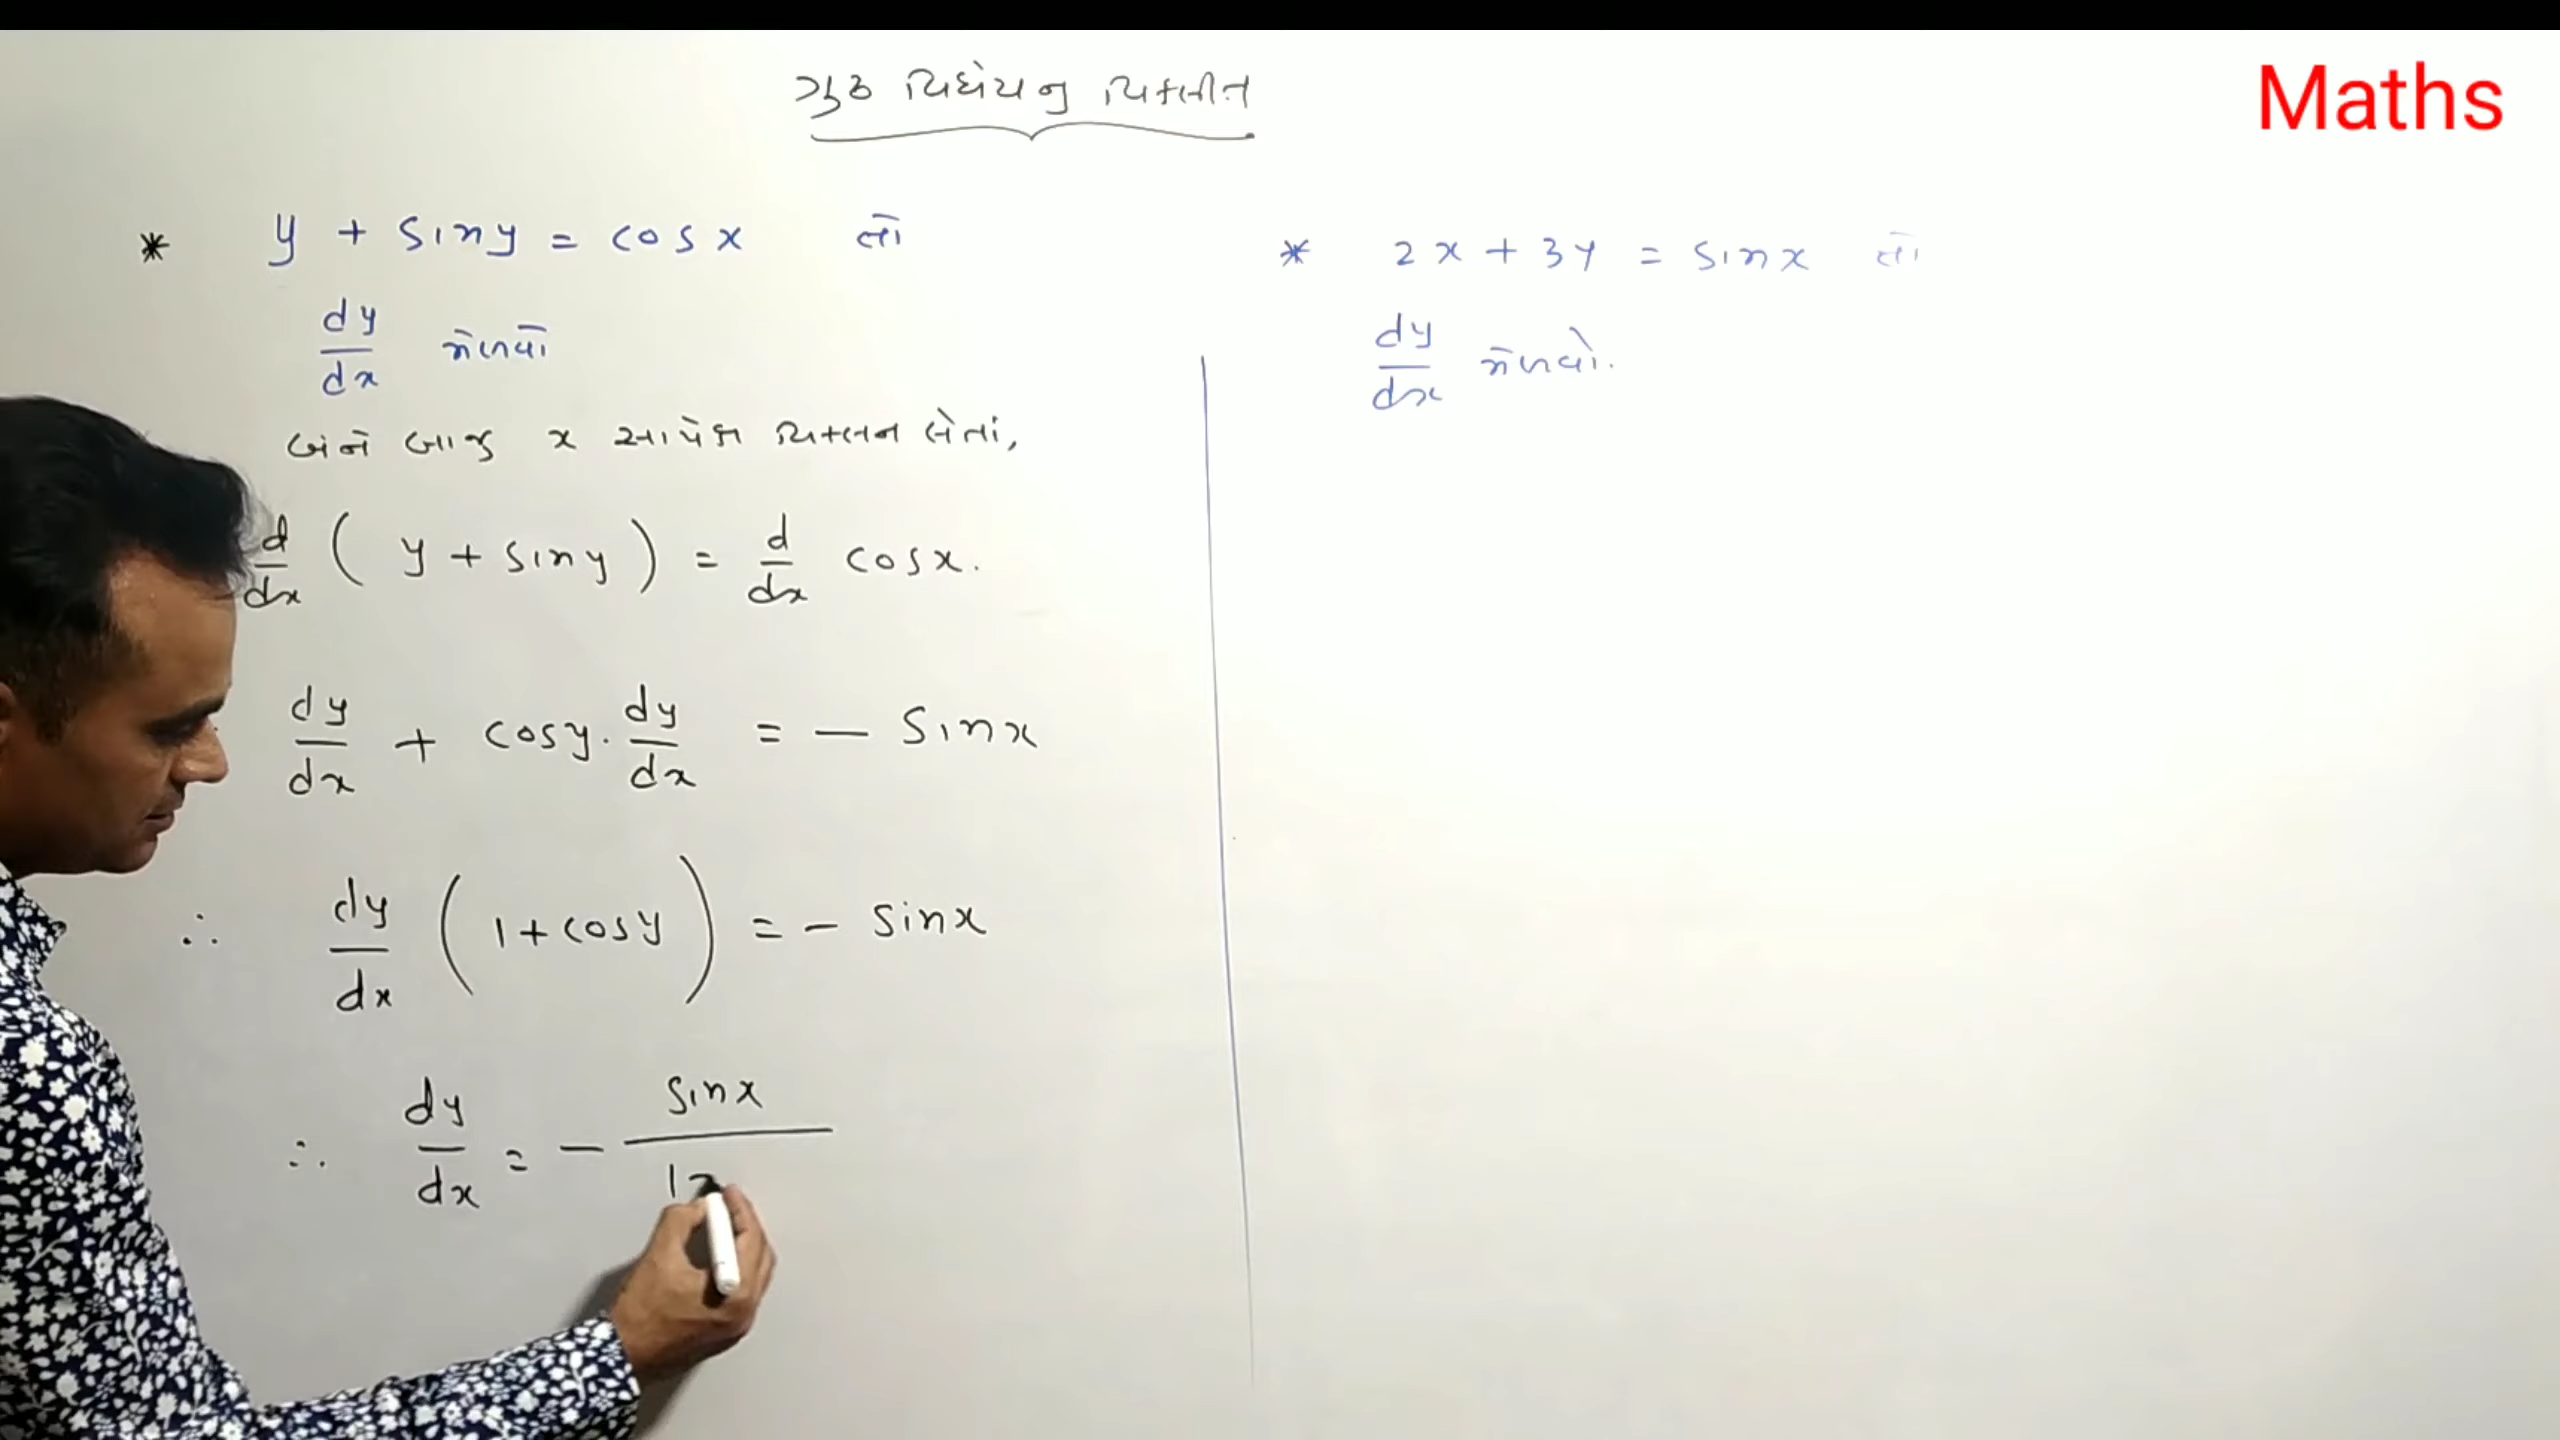 Maths
ગૂઢ વિધેયનુ વિકલીત
* y + siny = cosx તો
dy/dx મેળવો
બંને બાજુ x સાપેક્ષ વિકલન લેતાં,
d/dx ( y + siny ) = d/dx cosx.
dy/dx + cosy. dy/dx = - sinx
∴ dy/dx ( 1 + cosy ) = - sinx
∴ dy/dx = - sinx / 1
* 2x + 3y = sinx તો
dy/dx મેળવો.